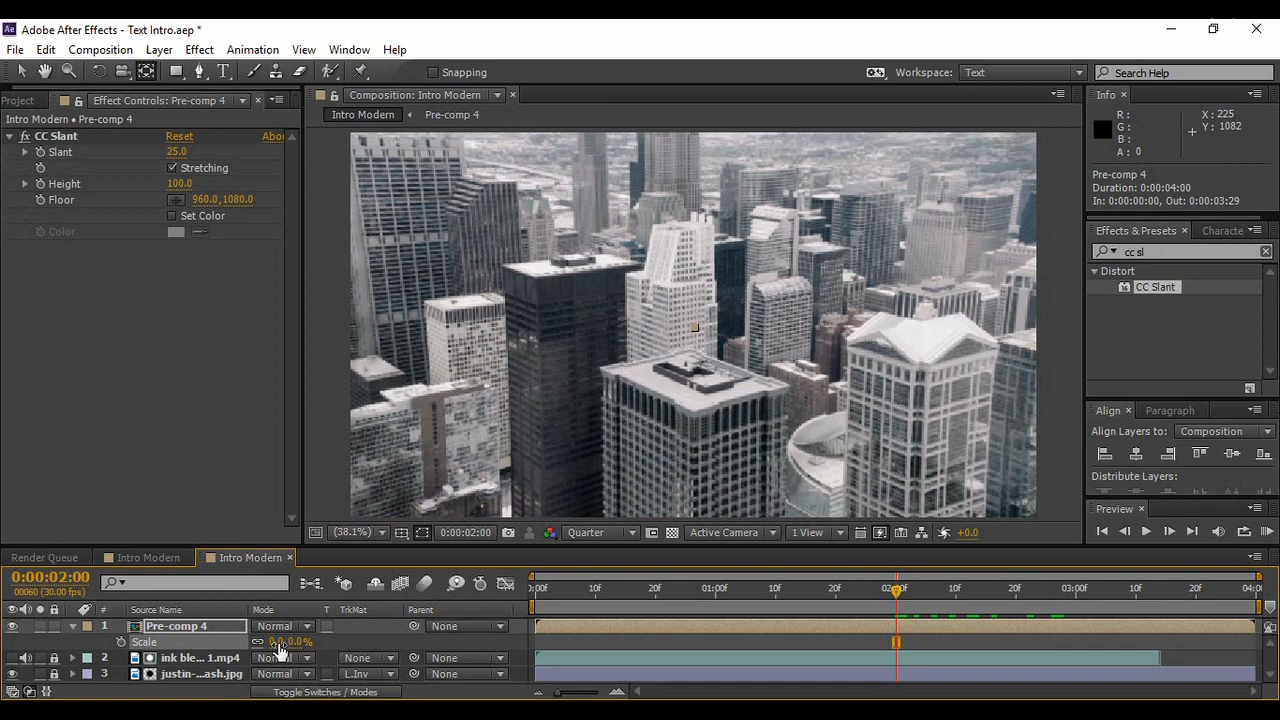 Adobe After Effects - Text Intro.aep *
File Edit Composition Layer Effect Animation View Window Help
Snapping
Workspace: Text
Search Help
Project
Effect Controls: Pre-comp 4
Intro Modern • Pre-comp 4
CC Slant Reset Abou
Slant 25.0
Stretching
Height 100.0
Floor 960.0,1080.0
Set Color
Color
Composition: Intro Modern
Intro Modern Pre-comp 4
(38.1%) 0:00:02:00 Quarter Active Camera 1 View +0.0
Info
R: X: 225
G: Y: 1082
B:
A: 0
Pre-comp 4
Duration: 0:00:04:00
In: 0:00:00:00, Out: 0:00:03:29
Effects & Presets Characte
cc sl
Distort
CC Slant
Align Paragraph
Align Layers to: Composition
Distribute Layers:
Preview
Render Queue Intro Modern Intro Modern
0:00:02:00
00060 (30.00 fps)
:00f 10f 20f 01:00f 10f 20f 02:00f 10f 20f 03:00f 10f 20f 04:00
# Source Name Mode T TrkMat Parent
1 Pre-comp 4 Normal None
Scale
2 ink ble... 1.mp4 Normal None None
3 justin-...ash.jpg Normal L.Inv None
Toggle Switches / Modes